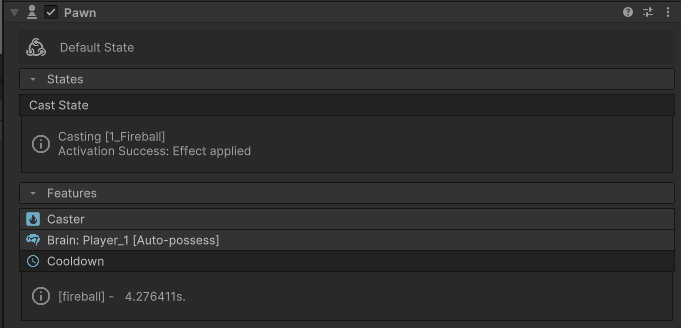 Pawn
Default State
States
Cast State
Casting [1_Fireball]
Activation Success: Effect applied
Features
Caster
Brain: Player_1 [Auto-possess]
Cooldown
[fireball] - 4.276411s.